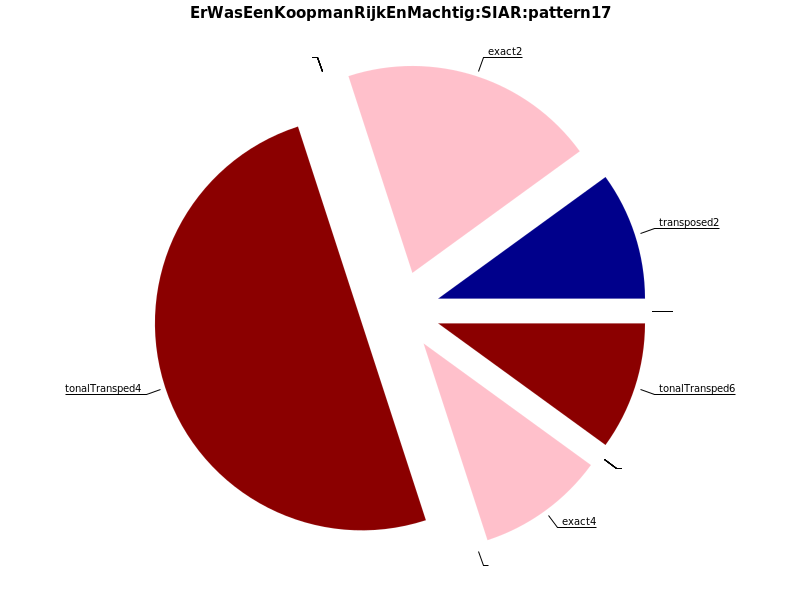 ErWasEenKoopmanRijkEnMachtig:SIAR:pattern17
exact2
transposed2
tonalTransped4
tonalTransped6
exact4